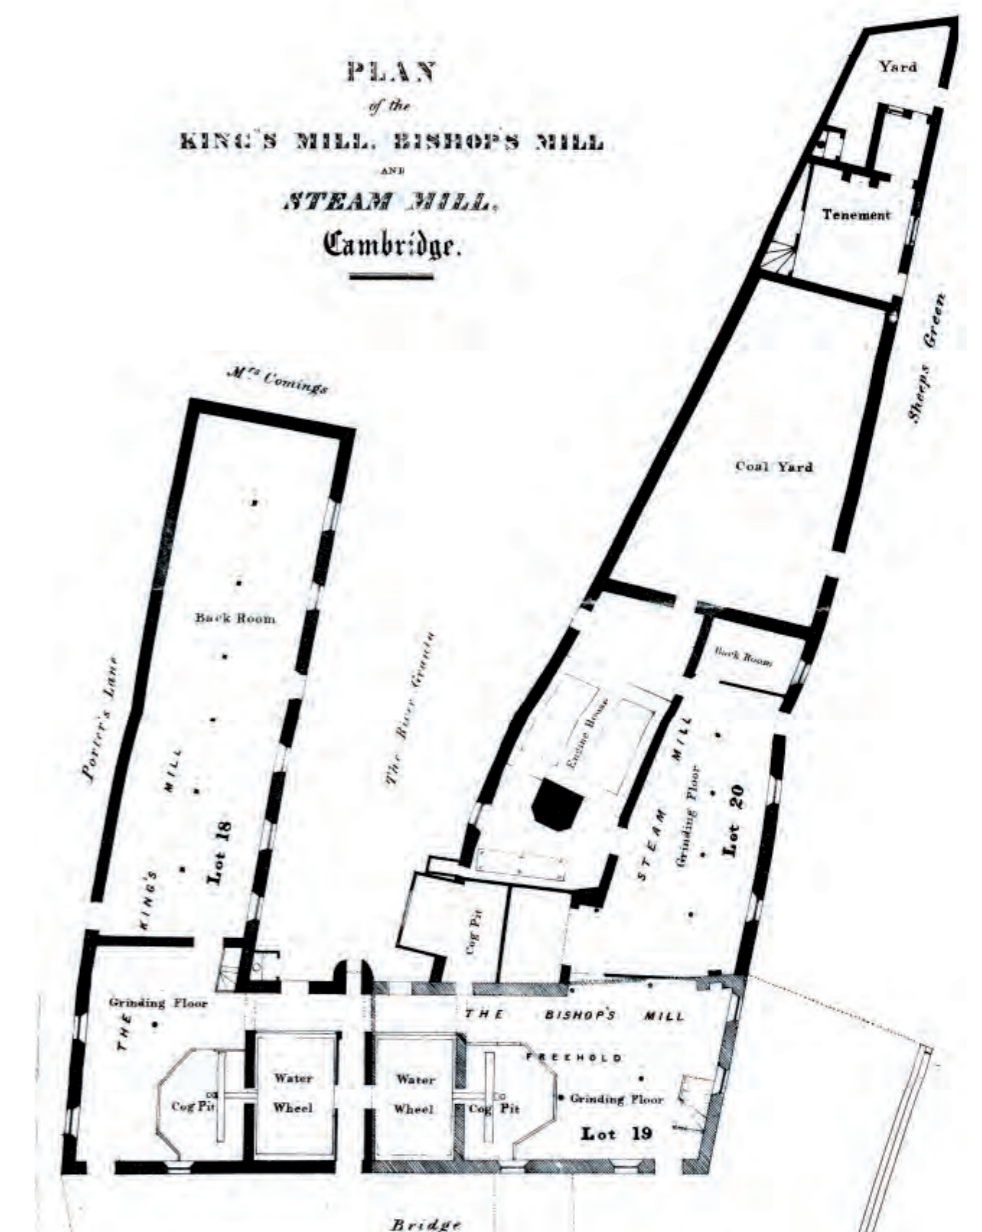 PLAN
of the
KING'S MILL, BISHOP'S MILL
AND
STEAM MILL,
Cambridge.
Yard
Tenement
Sheeps Green
Coal Yard
Mrs Comings
Back Room
Back Room
Porter's Lane
The River Granta
Engine House
STEAM MILL
Grinding Floor
Lot 20
THE KING'S MILL
Lot 18
Cog Pit
Grinding Floor
THE BISHOP'S MILL
FREEHOLD
Water
Wheel
Water
Wheel
Cog Pit
Cog Pit
Grinding Floor
Lot 19
Bridge